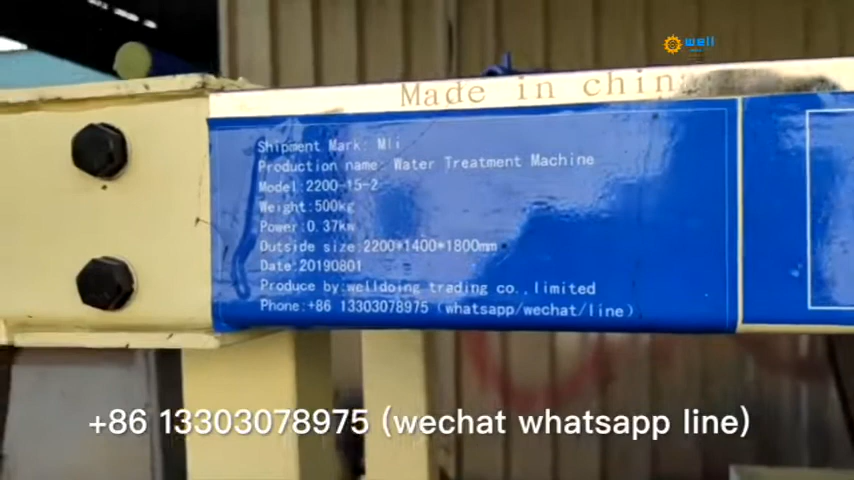 well
Made in china
Shipment Mark: Mli
Production name: Water Treatment Machine
Model:2200-15-2
Weight:500kg
Power:0.37kw
Outside size:2200*1400*1800mm
Date:20190801
Produce by:welldoing trading co., limited
Phone:+86 13303078975 (whatsapp/wechat/line)
+86 13303078975 (wechat whatsapp line)